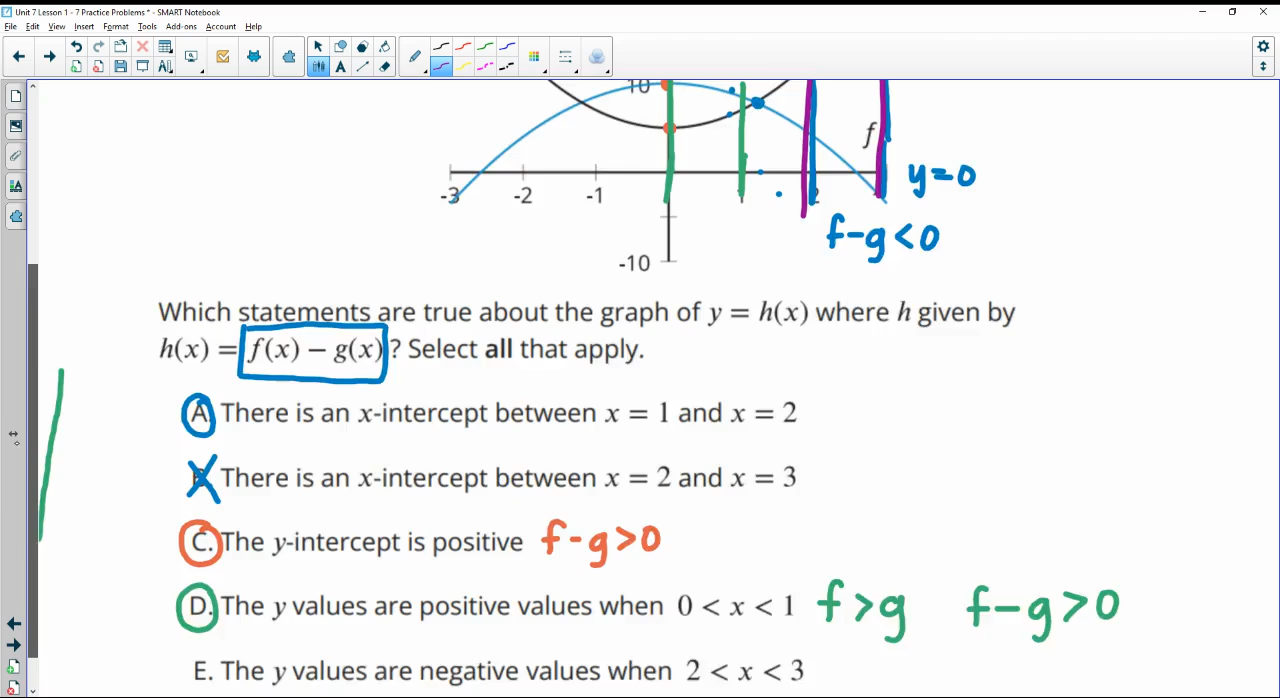 Unit 7 Lesson 1 - 7 Practice Problems * - SMART Notebook
File Edit View Insert Format Tools Add-ons Account Help
10
f
-3 -2 -1 1 2
y=0
f-g<0
-10
Which statements are true about the graph of y = h(x) where h given by
h(x) = f(x) − g(x) ? Select all that apply.
A. There is an x-intercept between x = 1 and x = 2
B. There is an x-intercept between x = 2 and x = 3
C. The y-intercept is positive f-g>0
D. The y values are positive values when 0 < x < 1 f>g f-g>0
E. The y values are negative values when 2 < x < 3